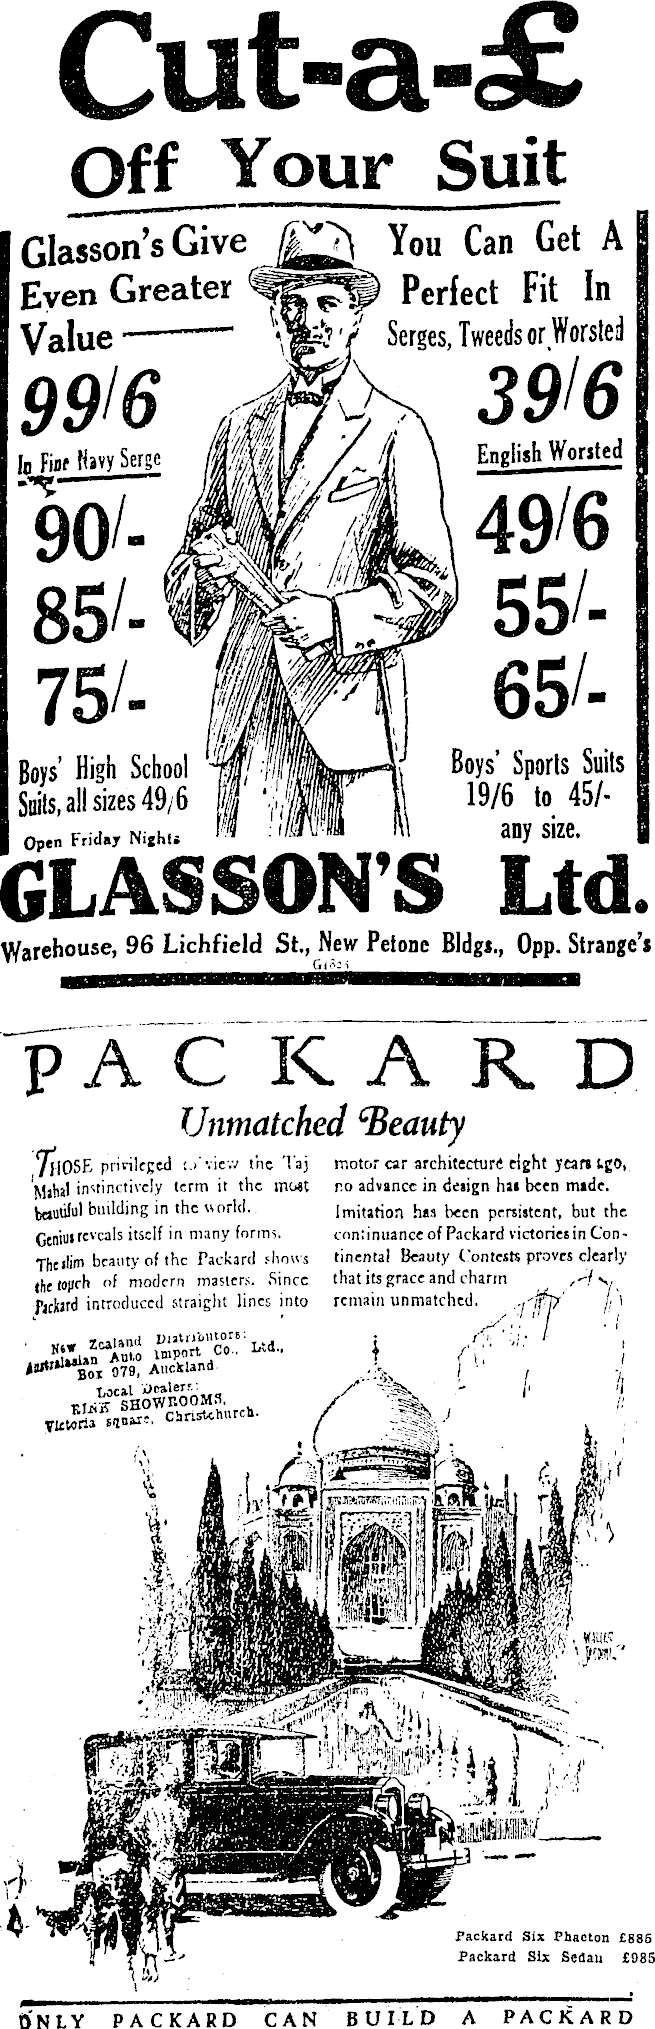 Cut-a-£
Off Your Suit
Glasson's Give
Even Greater
Value
99/6
In Fine Navy Serge
90/-
85/-
75/-
Boys' High School
Suits, all sizes 49/6
Open Friday Nights
You Can Get A
Perfect Fit In
Serges, Tweeds or Worsted
39/6
English Worsted
49/6
55/-
65/-
Boys' Sports Suits
19/6 to 45/-
any size.
GLASSON'S Ltd.
Warehouse, 96 Lichfield St., New Petone Bldgs., Opp. Strange's
PACKARD
Unmatched Beauty
THOSE privileged to view the Taj
Mahal instinctively term it the most
beautiful building in the world.
Genius reveals itself in many forms.
The slim beauty of the Packard shows
the touch of modern masters. Since
Packard introduced straight lines into
motor car architecture eight years ago,
no advance in design has been made.
Imitation has been persistent, but the
continuance of Packard victories in Con-
tinental Beauty Contests proves clearly
that its grace and charm
remain unmatched.
New Zealand Distributors:
Australasian Auto Import Co., Ltd.,
Box 979, Auckland.
Local Dealers:
RINK SHOWROOMS,
Victoria square, Christchurch.
Packard Six Phaeton £885
Packard Six Sedan £985
ONLY PACKARD CAN BUILD A PACKARD